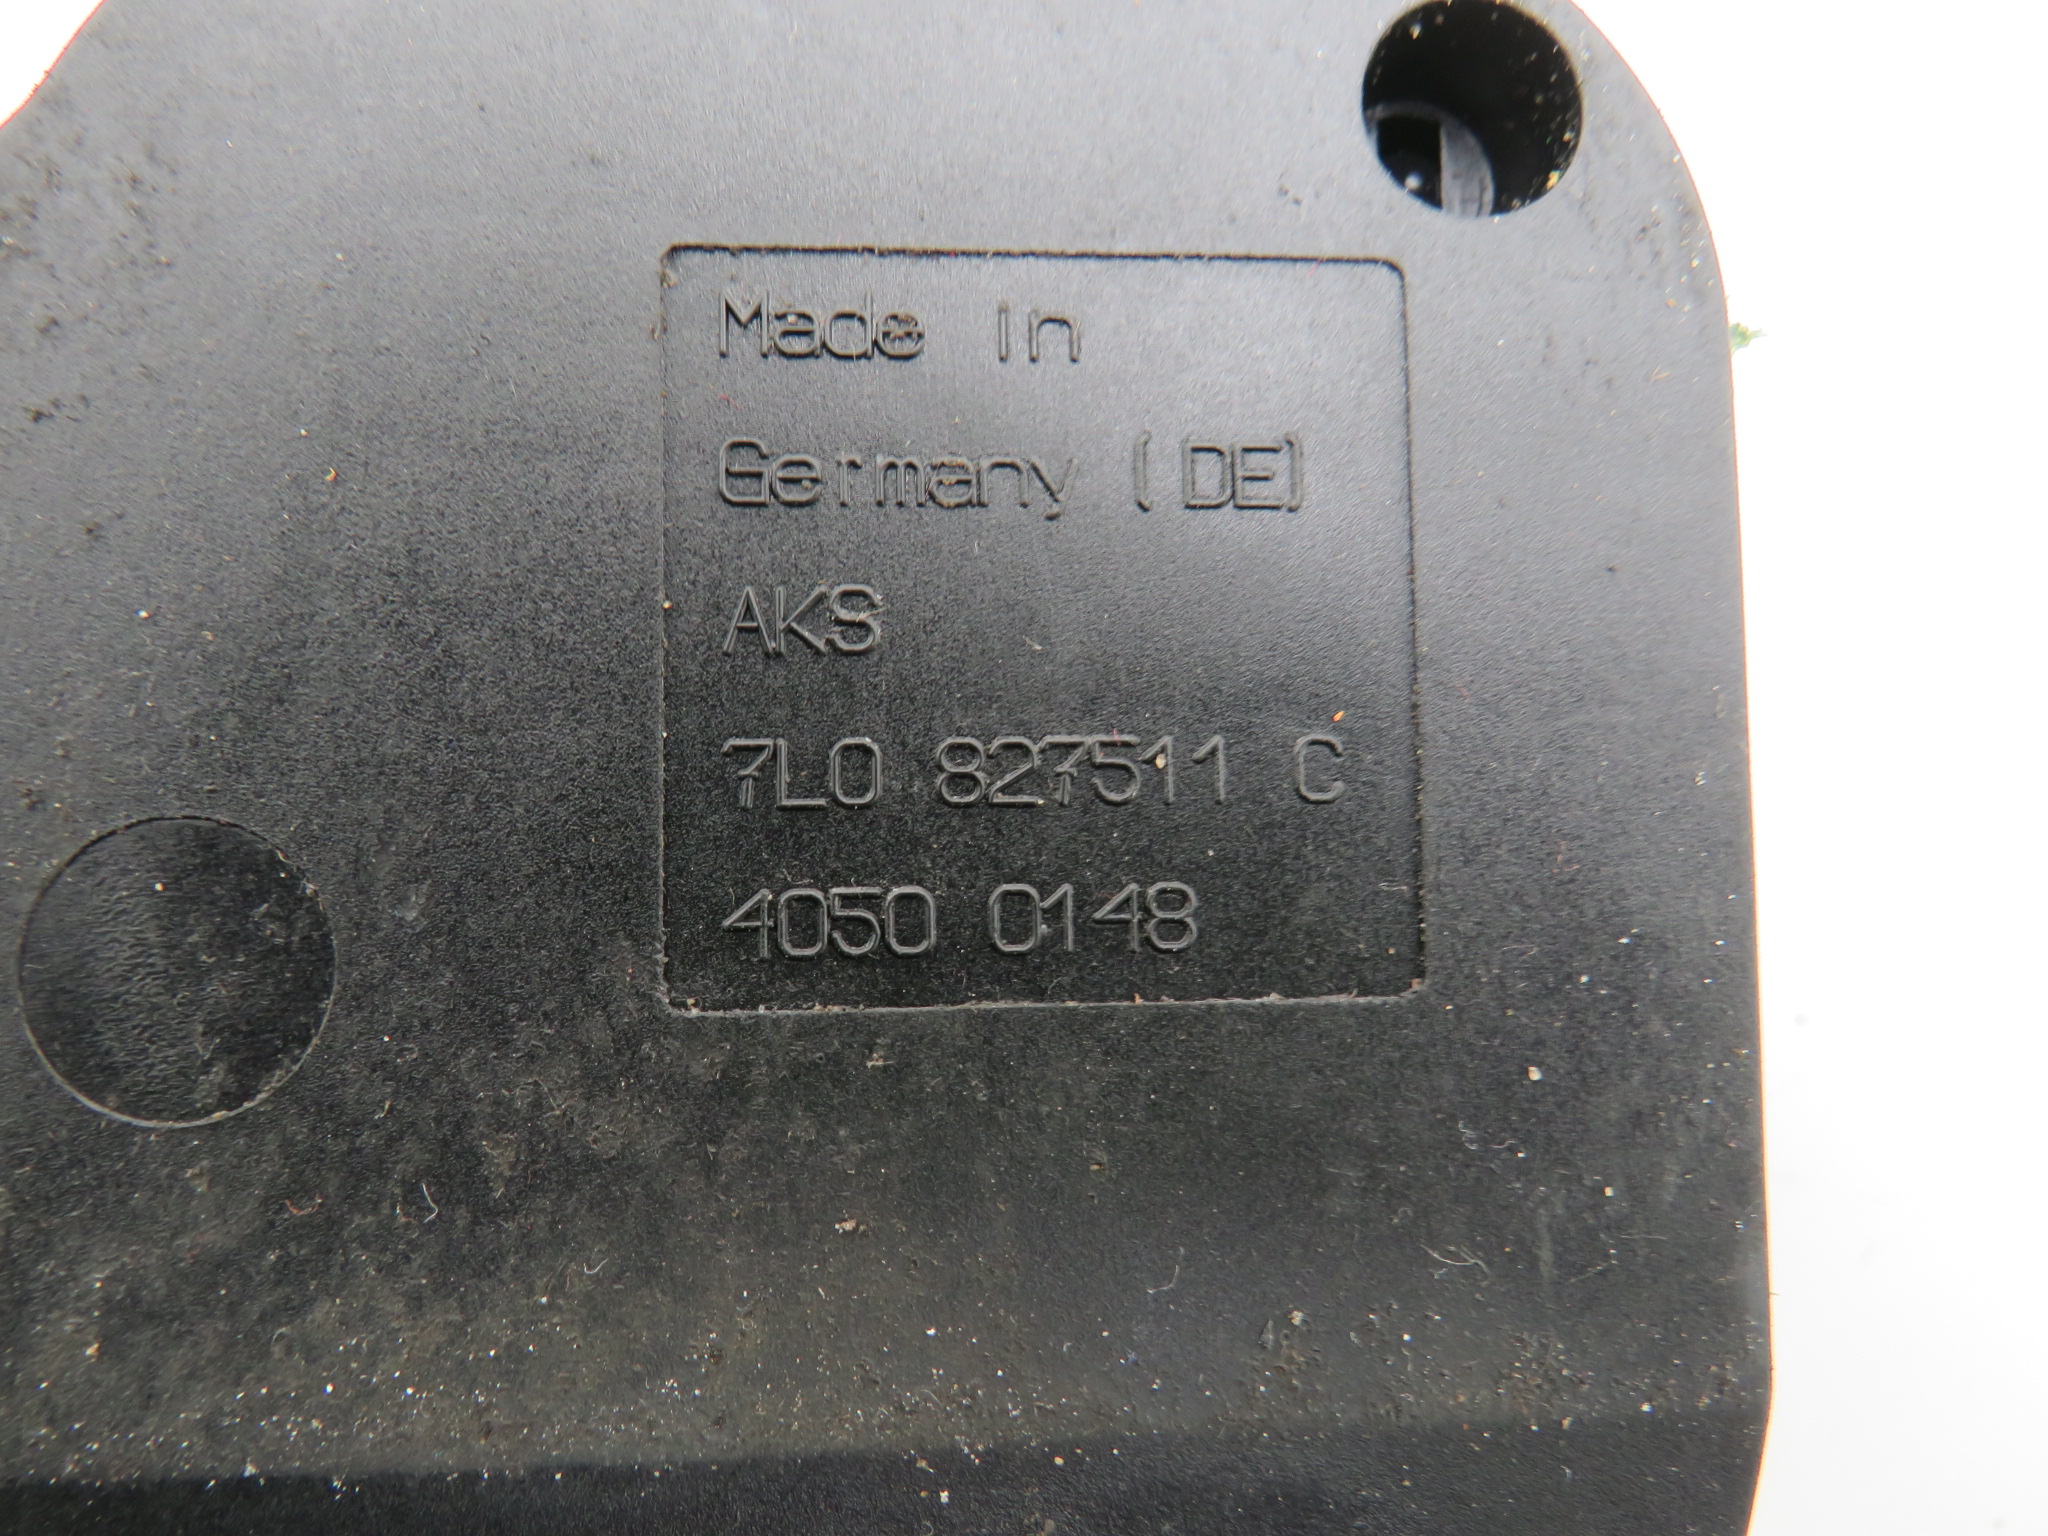 Made in
Germany (DE)
AKS
7L0 827511 C
4050 0148